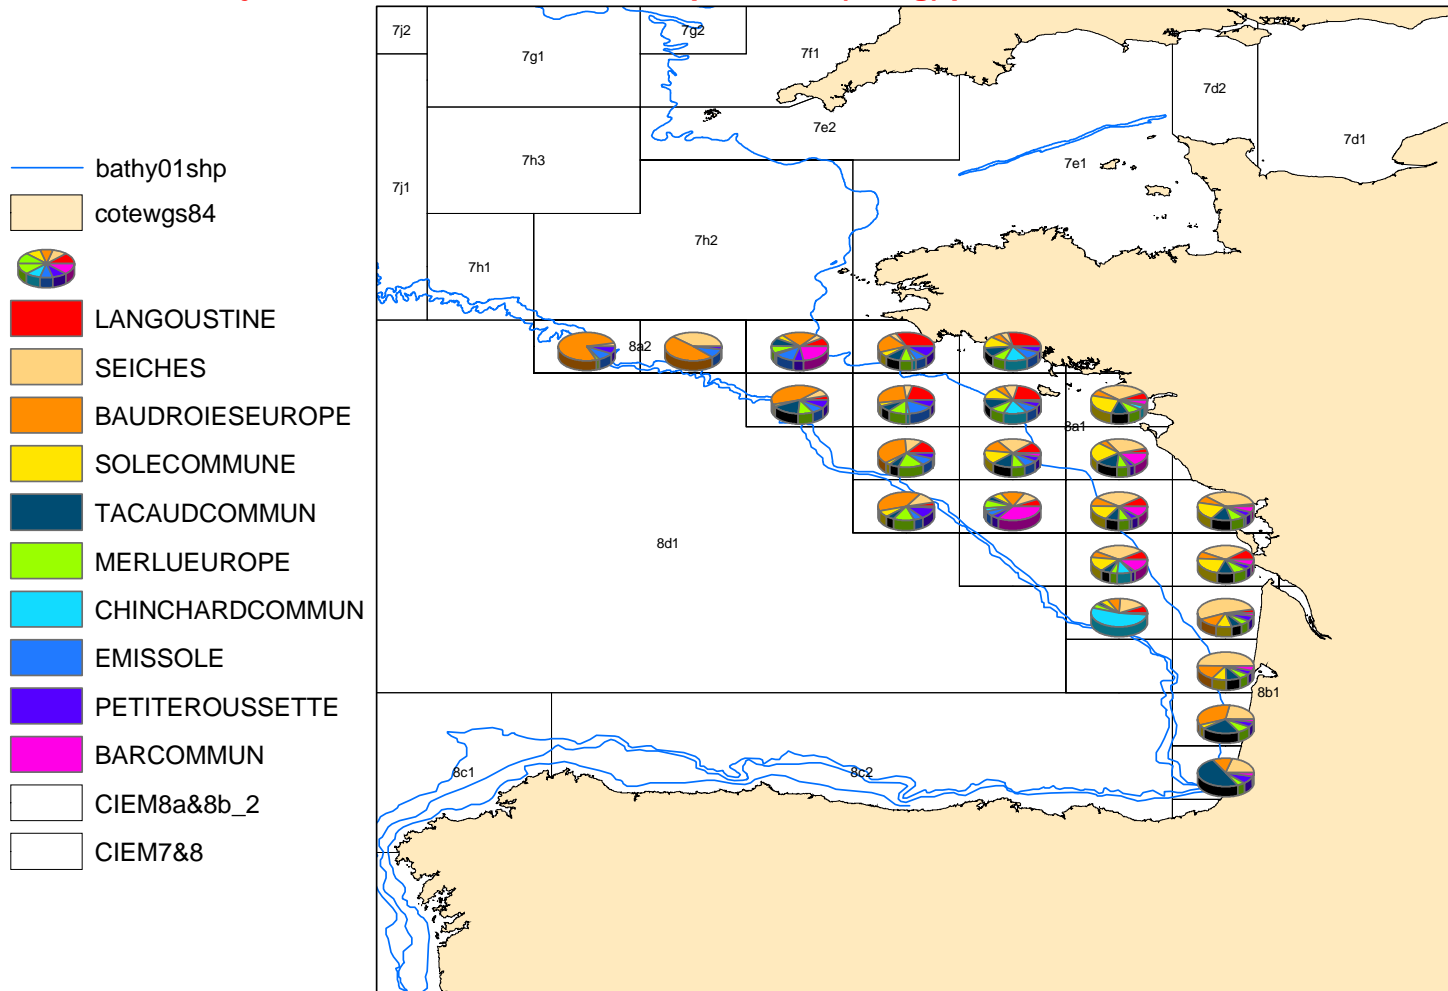 bathy01shp
cotewgs84
LANGOUSTINE
SEICHES
BAUDROIESEUROPE
SOLECOMMUNE
TACAUDCOMMUN
MERLUEUROPE
CHINCHARDCOMMUN
EMISSOLE
PETITEROUSSETTE
BARCOMMUN
CIEM8a&8b_2
CIEM7&8
7j2
7g1
7g2
7f1
7d2
7d1
7e2
7h3
7e1
7j1
7h2
7h1
8a2
8a1
8d1
8b1
8c1
8c2